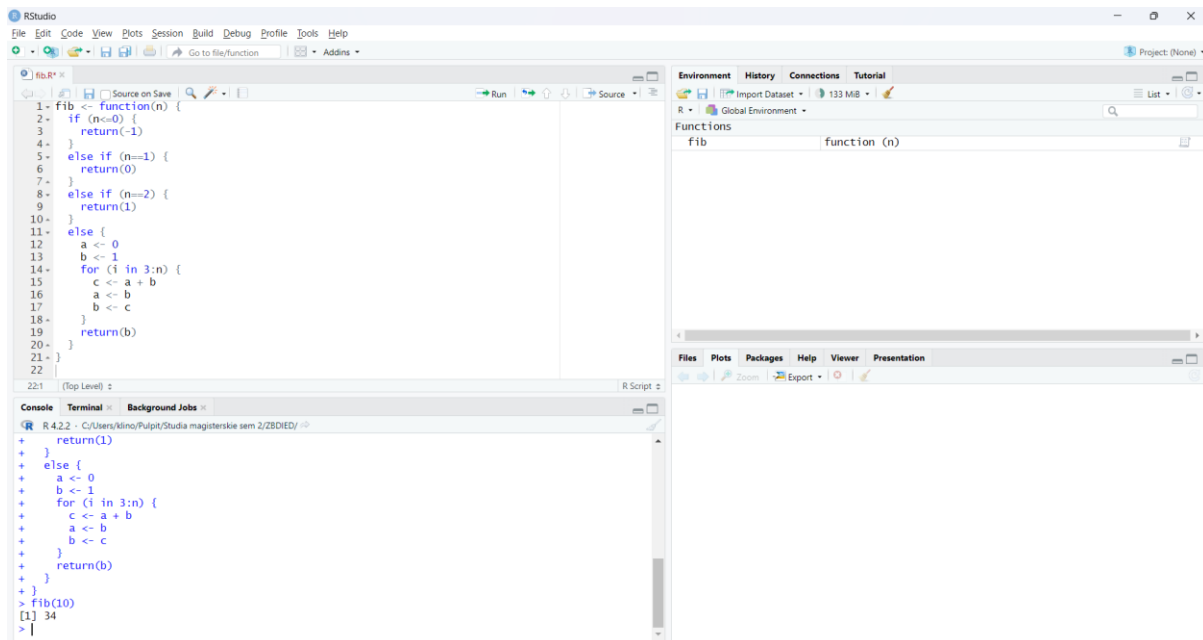 RStudio
File Edit Code View Plots Session Build Debug Profile Tools Help
Go to file/function Addins Project: (None)
fib.R*
Source on Save Run Source
1 fib <- function(n) {
2   if (n<=0) {
3     return(-1)
4   }
5   else if (n==1) {
6     return(0)
7   }
8   else if (n==2) {
9     return(1)
10   }
11   else {
12     a <- 0
13     b <- 1
14     for (i in 3:n) {
15       c <- a + b
16       a <- b
17       b <- c
18     }
19     return(b)
20   }
21 }
22
22:1 (Top Level) R Script
Console Terminal Background Jobs
R 4.2.2 · C:/Users/klino/Pulpit/Studia magisterskie sem 2/ZBDIED/
+     return(1)
+   }
+   else {
+     a <- 0
+     b <- 1
+     for (i in 3:n) {
+       c <- a + b
+       a <- b
+       b <- c
+     }
+     return(b)
+   }
+ }
> fib(10)
[1] 34
>
Environment History Connections Tutorial
Import Dataset 133 MiB List
R Global Environment
Functions
fib function (n)
Files Plots Packages Help Viewer Presentation
Zoom Export